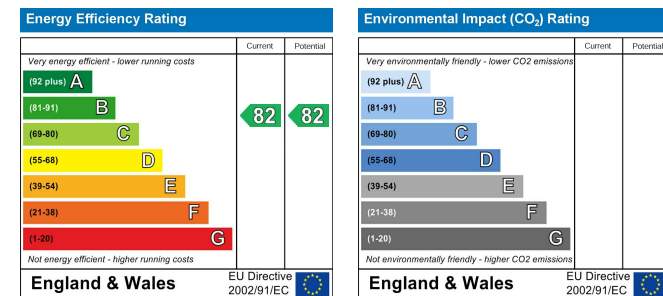 Energy Efficiency Rating
Current Potential
Very energy efficient - lower running costs
(92 plus) A
(81-91) B
(69-80) C
(55-68) D
(39-54) E
(21-38) F
(1-20) G
82 82
Not energy efficient - higher running costs
England & Wales
EU Directive
2002/91/EC
Environmental Impact (CO₂) Rating
Current Potential
Very environmentally friendly - lower CO2 emissions
(92 plus) A
(81-91) B
(69-80) C
(55-68) D
(39-54) E
(21-38) F
(1-20) G
Not environmentally friendly - higher CO2 emissions
England & Wales
EU Directive
2002/91/EC